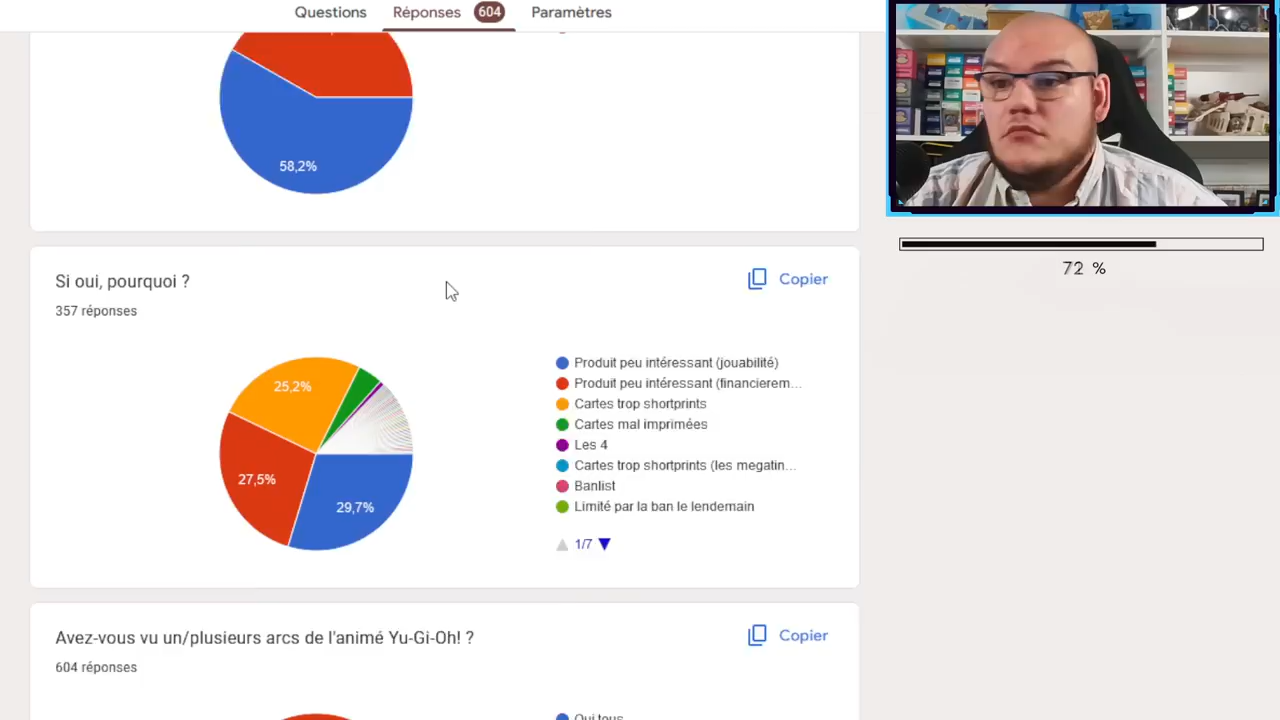 Questions
Réponses
604
Paramètres
58,2%
Si oui, pourquoi ?
Copier
357 réponses
25,2%
27,5%
29,7%
Produit peu intéressant (jouabilité)
Produit peu intéressant (financierem…
Cartes trop shortprints
Cartes mal imprimées
Les 4
Cartes trop shortprints (les megatin…
Banlist
Limité par la ban le lendemain
1/7
Avez-vous vu un/plusieurs arcs de l'animé Yu-Gi-Oh! ?
Copier
604 réponses
Oui tous
72 %